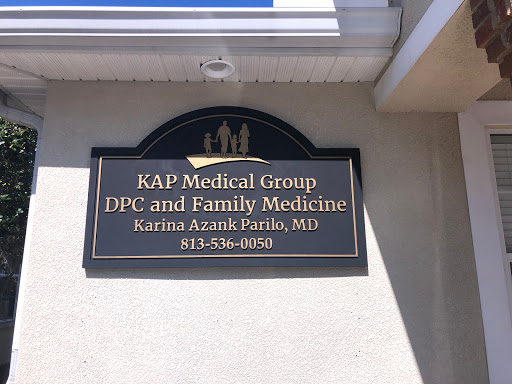 KAP Medical Group
DPC and Family Medicine
Karina Azank Parilo, MD
813-536-0050